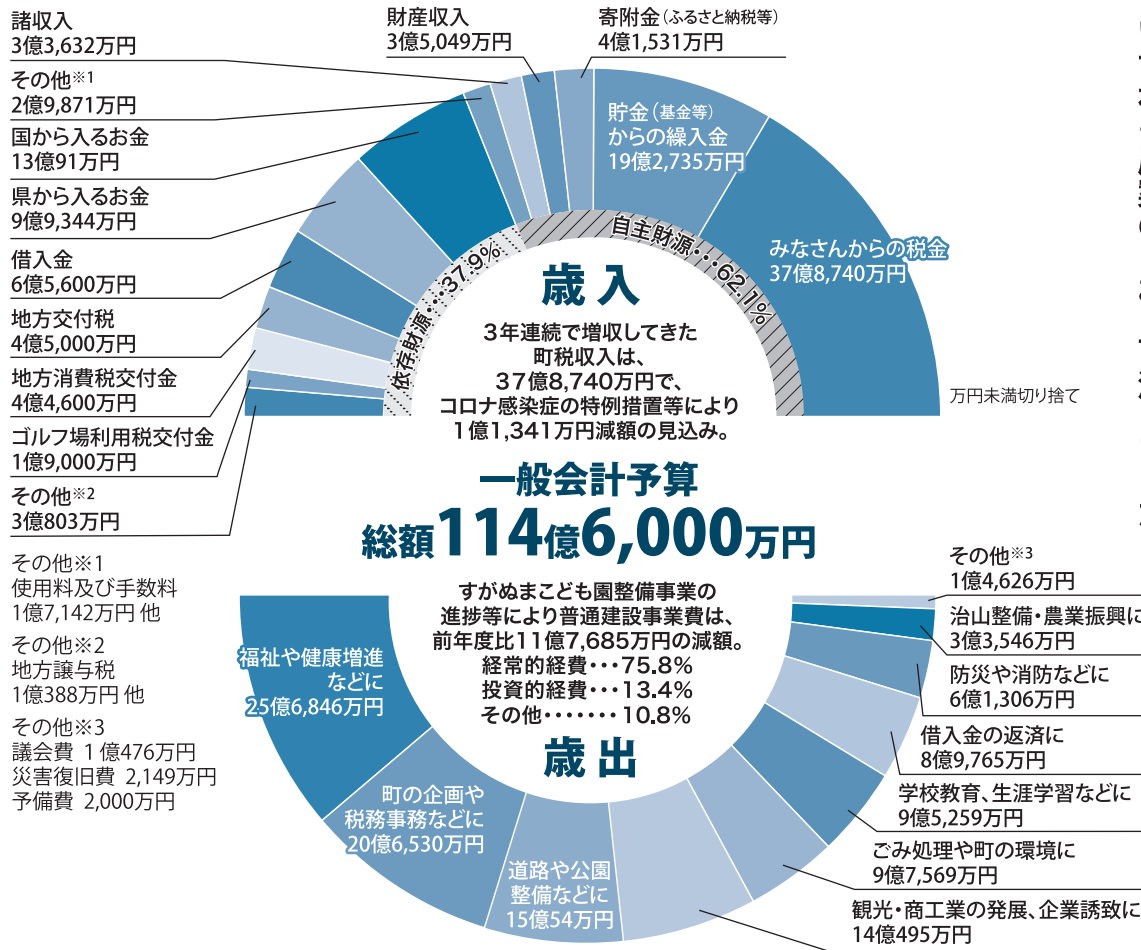 諸収入
3億3,632万円
その他※1
2億9,871万円
国から入るお金
13億91万円
県から入るお金
9億9,344万円
借入金
6億5,600万円
地方交付税
4億5,000万円
地方消費税交付金
4億4,600万円
ゴルフ場利用税交付金
1億9,000万円
その他※2
3億803万円
財産収入
3億5,049万円
寄附金(ふるさと納税等)
4億1,531万円
貯金(基金等)
からの繰入金
19億2,735万円
みなさんからの税金
37億8,740万円
依存財源・・・37.9%
自主財源・・・62.1%
万円未満切り捨て
歳入
3年連続で増収してきた
町税収入は、
37億8,740万円で、
コロナ感染症の特例措置等により
1億1,341万円減額の見込み。
一般会計予算
総額114億6,000万円
すがぬまこども園整備事業の
進捗等により普通建設事業費は、
前年度比11億7,685万円の減額。
経常的経費・・・75.8%
投資的経費・・・13.4%
その他・・・・・・・10.8%
歳出
その他※1
使用料及び手数料
1億7,142万円 他
その他※2
地方譲与税
1億388万円 他
その他※3
議会費 1億476万円
災害復旧費 2,149万円
予備費 2,000万円
福祉や健康増進
などに
25億6,846万円
町の企画や
税務事務などに
20億6,530万円
道路や公園
整備などに
15億54万円
その他※3
1億4,626万円
治山整備・農業振興に
3億3,546万円
防災や消防などに
6億1,306万円
借入金の返済に
8億9,765万円
学校教育、生涯学習などに
9億5,259万円
ごみ処理や町の環境に
9億7,569万円
観光・商工業の発展、企業誘致に
14億495万円